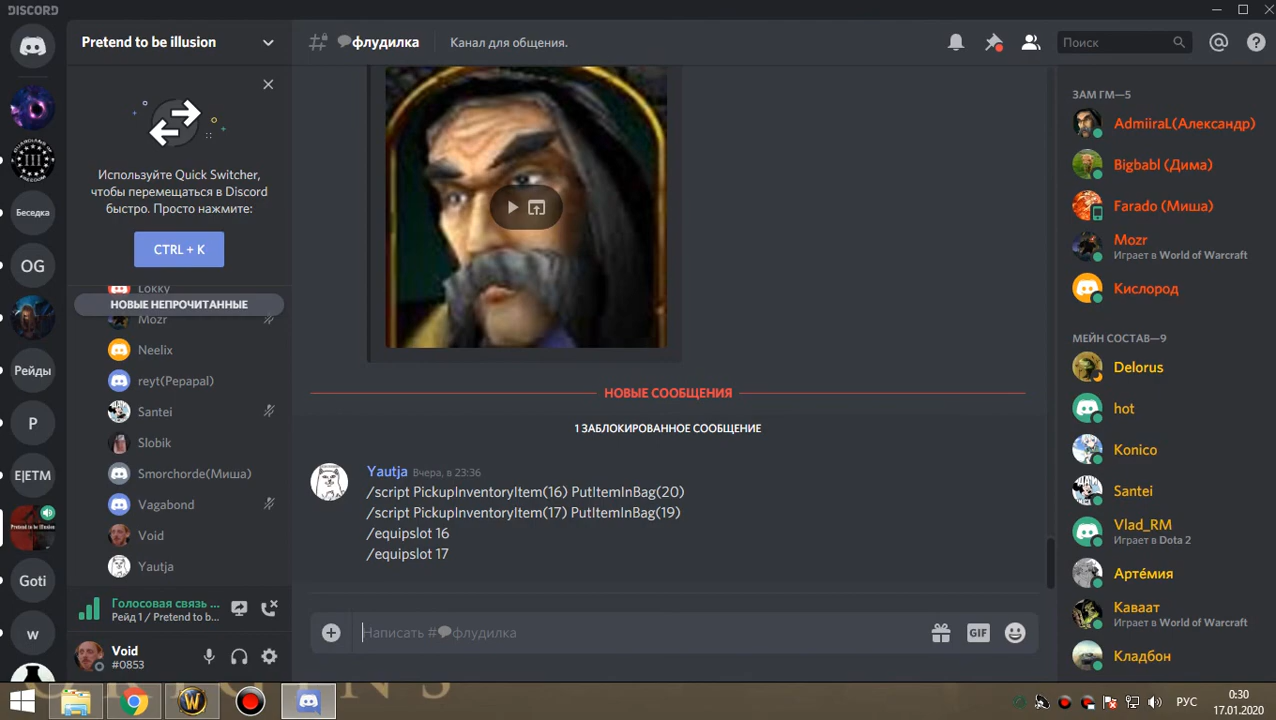 DISCORD
Pretend to be illusion
флудилка
Канал для общения.
Поиск
Используйте Quick Switcher,
чтобы перемещаться в Discord
быстро. Просто нажмите:
CTRL + K
Lokky
НОВЫЕ НЕПРОЧИТАННЫЕ
Mozr
Neelix
reyt(Pepapal)
Santei
Slobik
Smorchorde(Миша)
Vagabond
Void
Yautja
Голосовая связь ...
Рейд 1 / Pretend to b...
Void
#0853
Беседка
OG
Рейды
P
E|ETM
Pretend to be illusion
Goti
w
НОВЫЕ СООБЩЕНИЯ
1 ЗАБЛОКИРОВАННОЕ СООБЩЕНИЕ
Yautja Вчера, в 23:36
/script PickupInventoryItem(16) PutItemInBag(20)
/script PickupInventoryItem(17) PutItemInBag(19)
/equipslot 16
/equipslot 17
Написать #флудилка
GIF
ЗАМ ГМ—5
AdmiiraL(Александр)
Bigbabl (Дима)
Farado (Миша)
Mozr
Играет в World of Warcraft
Кислород
МЕЙН СОСТАВ—9
Delorus
hot
Konico
Santei
Vlad_RM
Играет в Dota 2
Артéмия
Каваат
Играет в World of Warcraft
Кладбон
РУС
0:30
17.01.2020